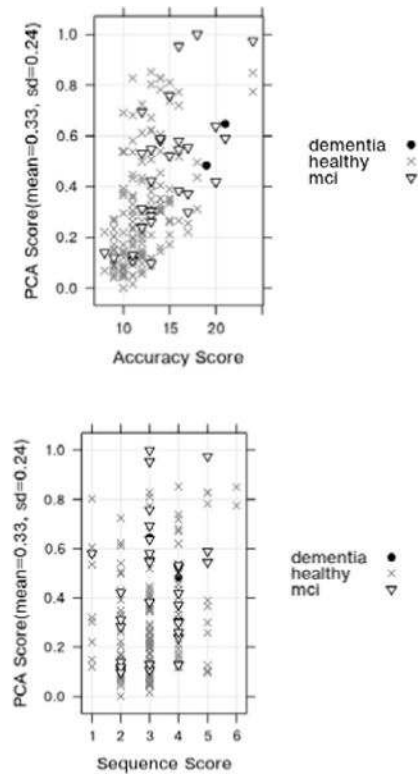 PCA Score(mean=0.33, sd=0.24)
1.0
0.8
0.6
0.4
0.2
0.0
10
15
20
Accuracy Score
dementia
healthy
mci
PCA Score(mean=0.33, sd=0.24)
1.0
0.8
0.6
0.4
0.2
0.0
1 2 3 4 5 6
Sequence Score
dementia
healthy
mci